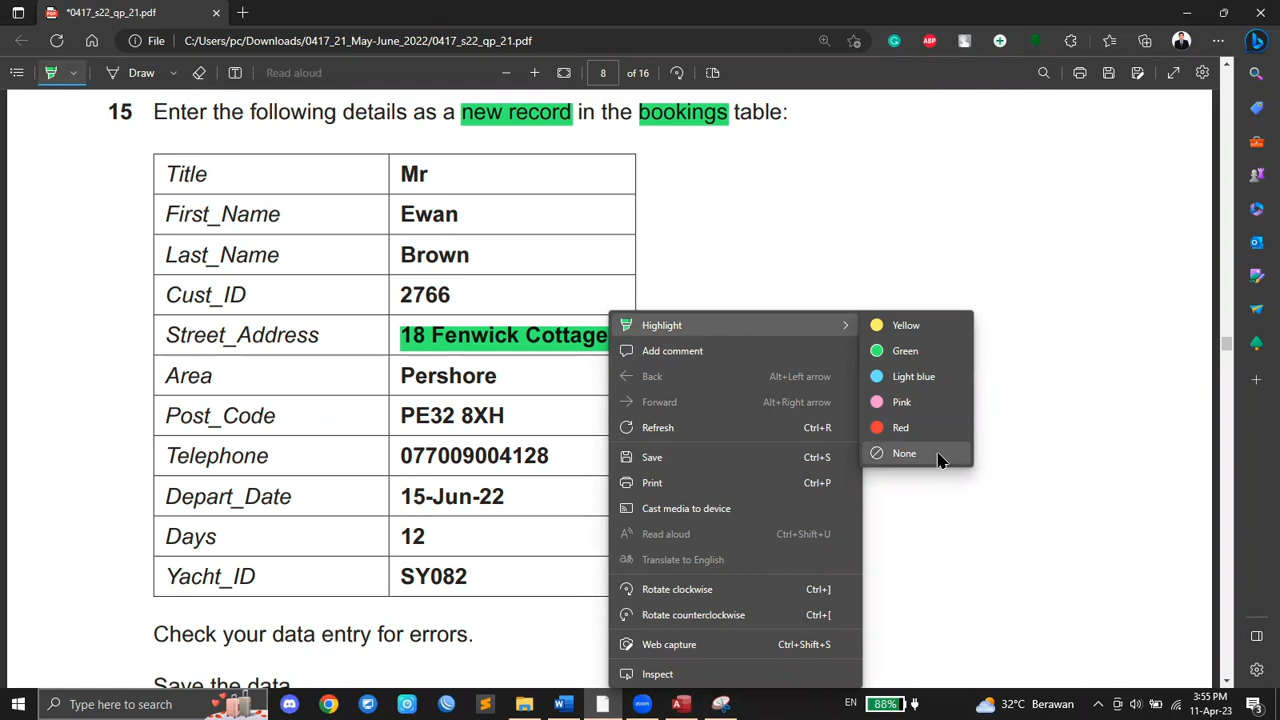 *0417_s22_qp_21.pdf
File C:/Users/pc/Downloads/0417_21_May-June_2022/0417_s22_qp_21.pdf
Draw Read aloud 8 of 16
15 Enter the following details as a new record in the bookings table:
Title Mr
First_Name Ewan
Last_Name Brown
Cust_ID 2766
Street_Address 18 Fenwick Cottage
Area Pershore
Post_Code PE32 8XH
Telephone 077009004128
Depart_Date 15-Jun-22
Days 12
Yacht_ID SY082
Check your data entry for errors.
Save the data.
Highlight
Add comment
Back Alt+Left arrow
Forward Alt+Right arrow
Refresh Ctrl+R
Save Ctrl+S
Print Ctrl+P
Cast media to device
Read aloud Ctrl+Shift+U
Translate to English
Rotate clockwise Ctrl+]
Rotate counterclockwise Ctrl+[
Web capture Ctrl+Shift+S
Inspect
Yellow
Green
Light blue
Pink
Red
None
Type here to search
EN 88% 32°C Berawan 3:55 PM
11-Apr-23